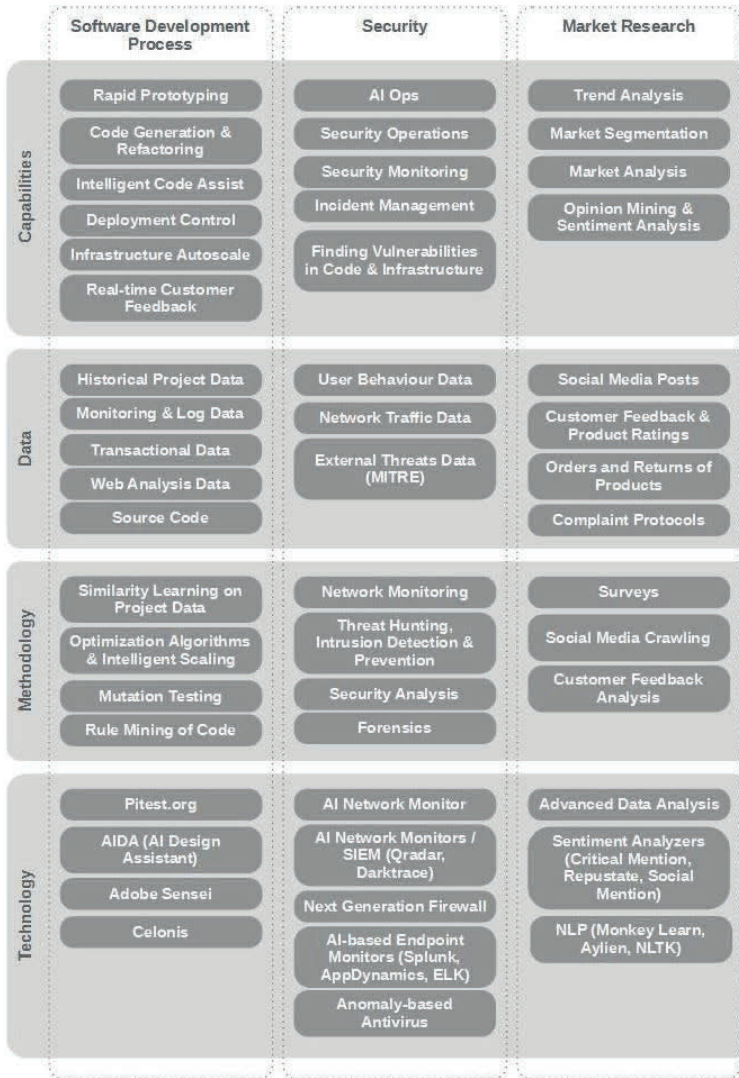 Software Development
Process
Security
Market Research
Capabilities
Rapid Prototyping
Code Generation &
Refactoring
Intelligent Code Assist
Deployment Control
Infrastructure Autoscale
Real-time Customer
Feedback
AI Ops
Security Operations
Security Monitoring
Incident Management
Finding Vulnerabilities
in Code & Infrastructure
Trend Analysis
Market Segmentation
Market Analysis
Opinion Mining &
Sentiment Analysis
Data
Historical Project Data
Monitoring & Log Data
Transactional Data
Web Analysis Data
Source Code
User Behaviour Data
Network Traffic Data
External Threats Data
(MITRE)
Social Media Posts
Customer Feedback &
Product Ratings
Orders and Returns of
Products
Complaint Protocols
Methodology
Similarity Learning on
Project Data
Optimization Algorithms
& Intelligent Scaling
Mutation Testing
Rule Mining of Code
Network Monitoring
Threat Hunting,
Intrusion Detection &
Prevention
Security Analysis
Forensics
Surveys
Social Media Crawling
Customer Feedback
Analysis
Technology
Pitest.org
AIDA (AI Design
Assistant)
Adobe Sensei
Celonis
AI Network Monitor
AI Network Monitors /
SIEM (Qradar,
Darktrace)
Next Generation Firewall
AI-based Endpoint
Monitors (Splunk,
AppDynamics, ELK)
Anomaly-based
Antivirus
Advanced Data Analysis
Sentiment Analyzers
(Critical Mention,
Repustate, Social
Mention)
NLP (Monkey Learn,
Aylien, NLTK)